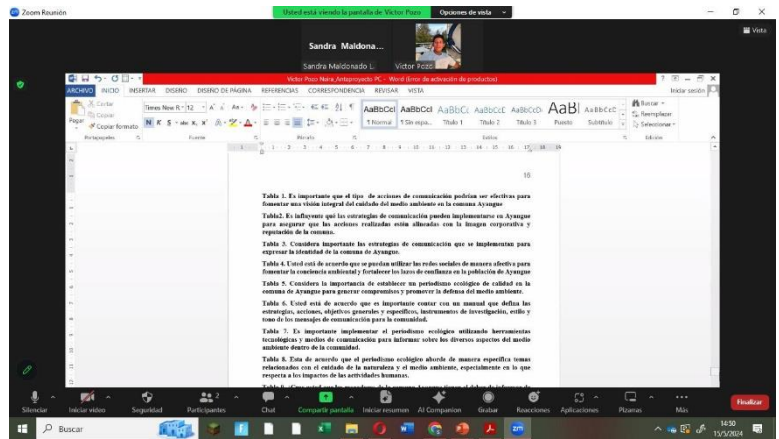 Zoom Reunión
Usted está viendo la pantalla de Victor Pozo
Opciones de vista
Vista
Sandra Maldona...
Sandra Maldonado L.
Victor Pozo
Victor Pozo Neira_Anteproyecto PC - Word (Error de activación de productos)
ARCHIVO INICIO INSERTAR DISEÑO DISEÑO DE PÁGINA REFERENCIAS CORRESPONDENCIA REVISAR VISTA
Iniciar sesión
Pegar
Cortar
Copiar
Copiar formato
Times New R 12
N K S
AaBbCcI AaBbCcI AaBbCc AaBbCcC AaBbCcD AaB AaBbCcC
¶ Normal ¶ Sin espa... Título 1 Título 2 Título 3 Puesto Subtítulo
Buscar
Reemplazar
Seleccionar
Portapapeles Fuente Párrafo Estilos Edición
10
Tabla 1. Es importante que el tipo de acciones de comunicación podrían ser efectivas para
fomentar una visión integral del cuidado del medio ambiente en la comuna Ayangue
Tabla2. Es influyente qué las estrategias de comunicación pueden implementarse en Ayangue
para asegurar que las acciones realizadas estén alineadas con la imagen corporativa y
reputación de la comuna.
Tabla 3. Considera importante las estrategias de comunicación que se implementan para
expresar la identidad de la comuna de Ayangue.
Tabla 4. Usted está de acuerdo que se puedan utilizar las redes sociales de manera afectiva para
fomentar la conciencia ambiental y fortalecer los lazos de confianza en la población de Ayangue
Tabla 5. Considera la importancia de establecer un periodismo ecológico de calidad en la
comuna de Ayangue para generar compromisos y promover la defensa del medio ambiente.
Tabla 6. Usted está de acuerdo que es importante contar con un manual que defina las
estrategias, acciones, objetivos generales y específicos, instrumentos de investigación, estilo y
tono de los mensajes de comunicación para la comunidad.
Tabla 7. Es importante implementar el periodismo ecológico utilizando herramientas
tecnológicas y medios de comunicación para informar sobre los diversos aspectos del medio
ambiente dentro de la comunidad.
Tabla 8. Esta de acuerdo que el periodismo ecológico aborde de manera específica temas
relacionados con el cuidado de la naturaleza y el medio ambiente, especialmente en lo que
respecta a los impactos de las actividades humanas.
Silenciar Iniciar video Seguridad Participantes 2 Chat Compartir pantalla Iniciar resumen AI Companion Grabar Reacciones Aplicaciones Pizarras Más
Finalizar
Buscar
14:50
15/5/2024